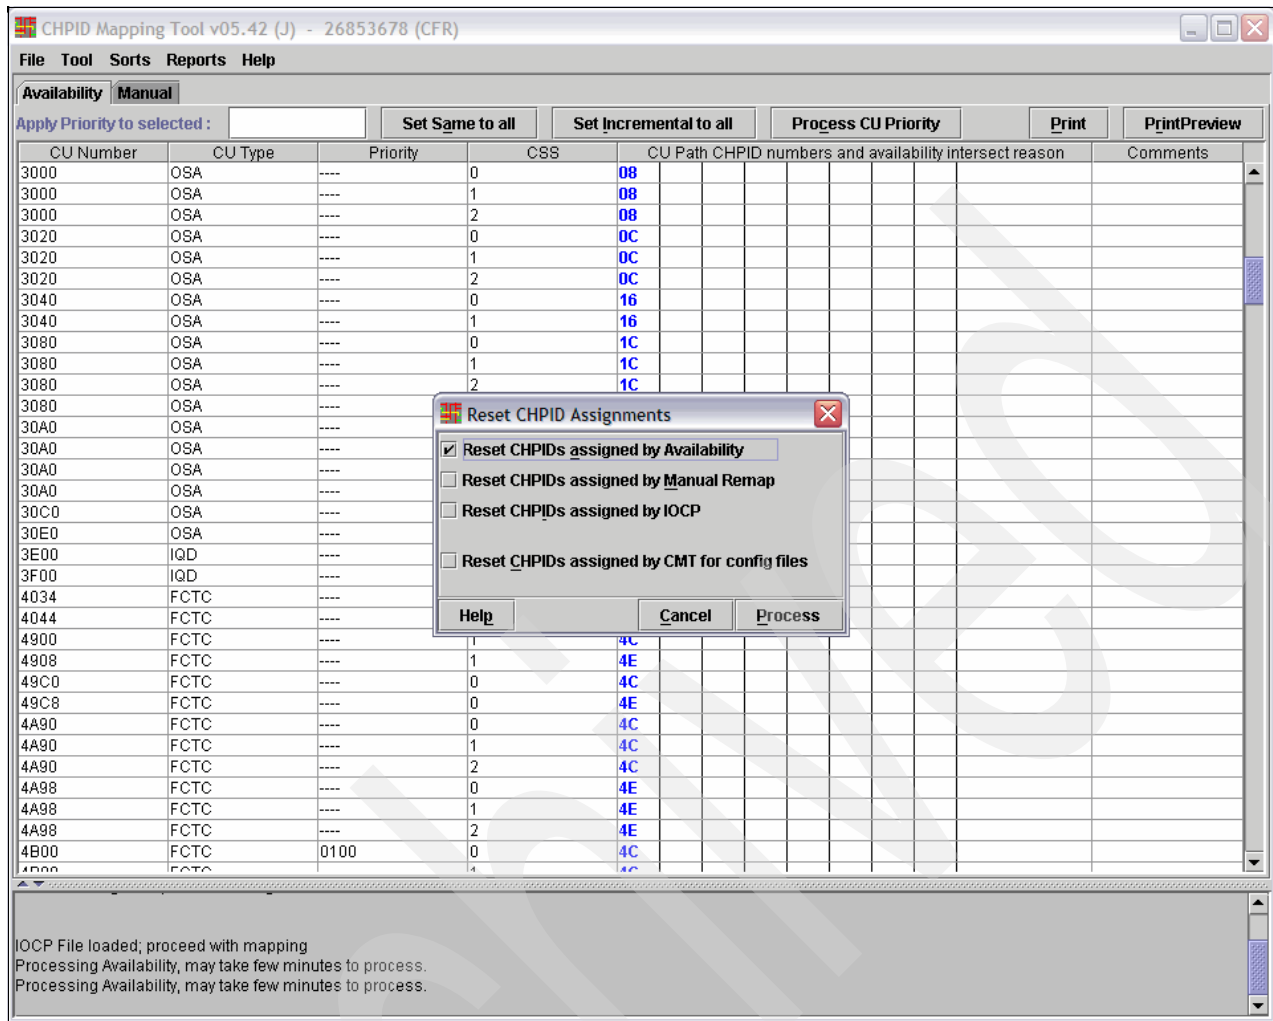 CHPID Mapping Tool v05.42 (J) - 26853678 (CFR)
File Tool Sorts Reports Help
Availability Manual
Apply Priority to selected : Set Same to all Set Incremental to all Process CU Priority Print PrintPreview
CU Number CU Type Priority CSS CU Path CHPID numbers and availability intersect reason Comments
3000 OSA ---- 0 08
3000 OSA ---- 1 08
3000 OSA ---- 2 08
3020 OSA ---- 0 0C
3020 OSA ---- 1 0C
3020 OSA ---- 2 0C
3040 OSA ---- 0 16
3040 OSA ---- 1 16
3080 OSA ---- 0 1C
3080 OSA ---- 1 1C
3080 OSA ---- 2 1C
3080 OSA ----
30A0 OSA ----
30A0 OSA ----
30A0 OSA ----
30A0 OSA ----
30C0 OSA ----
30E0 OSA ----
3E00 IQD ----
3F00 IQD ----
4034 FCTC ----
4044 FCTC ----
4900 FCTC ---- 1 4C
4908 FCTC ---- 1 4E
49C0 FCTC ---- 0 4C
49C8 FCTC ---- 0 4E
4A90 FCTC ---- 0 4C
4A90 FCTC ---- 1 4C
4A90 FCTC ---- 2 4C
4A98 FCTC ---- 0 4E
4A98 FCTC ---- 1 4E
4A98 FCTC ---- 2 4E
4B00 FCTC 0100 0 4C
Reset CHPID Assignments
Reset CHPIDs assigned by Availability
Reset CHPIDs assigned by Manual Remap
Reset CHPIDs assigned by IOCP
Reset CHPIDs assigned by CMT for config files
Help Cancel Process
IOCP File loaded; proceed with mapping
Processing Availability, may take few minutes to process.
Processing Availability, may take few minutes to process.